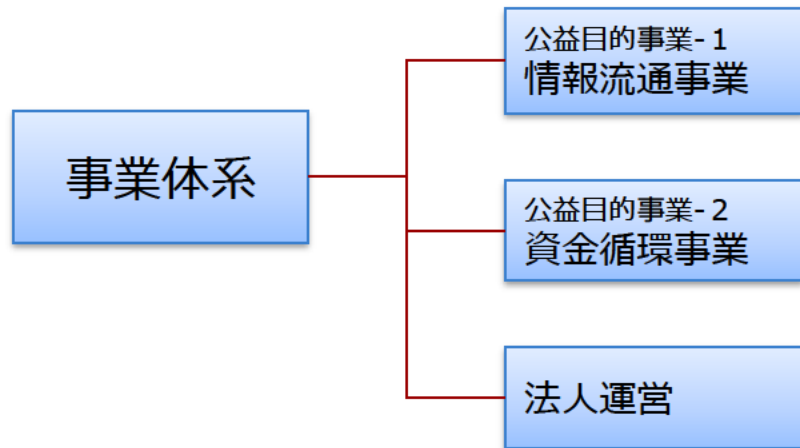 事業体系
公益目的事業-1
情報流通事業
公益目的事業-2
資金循環事業
法人運営